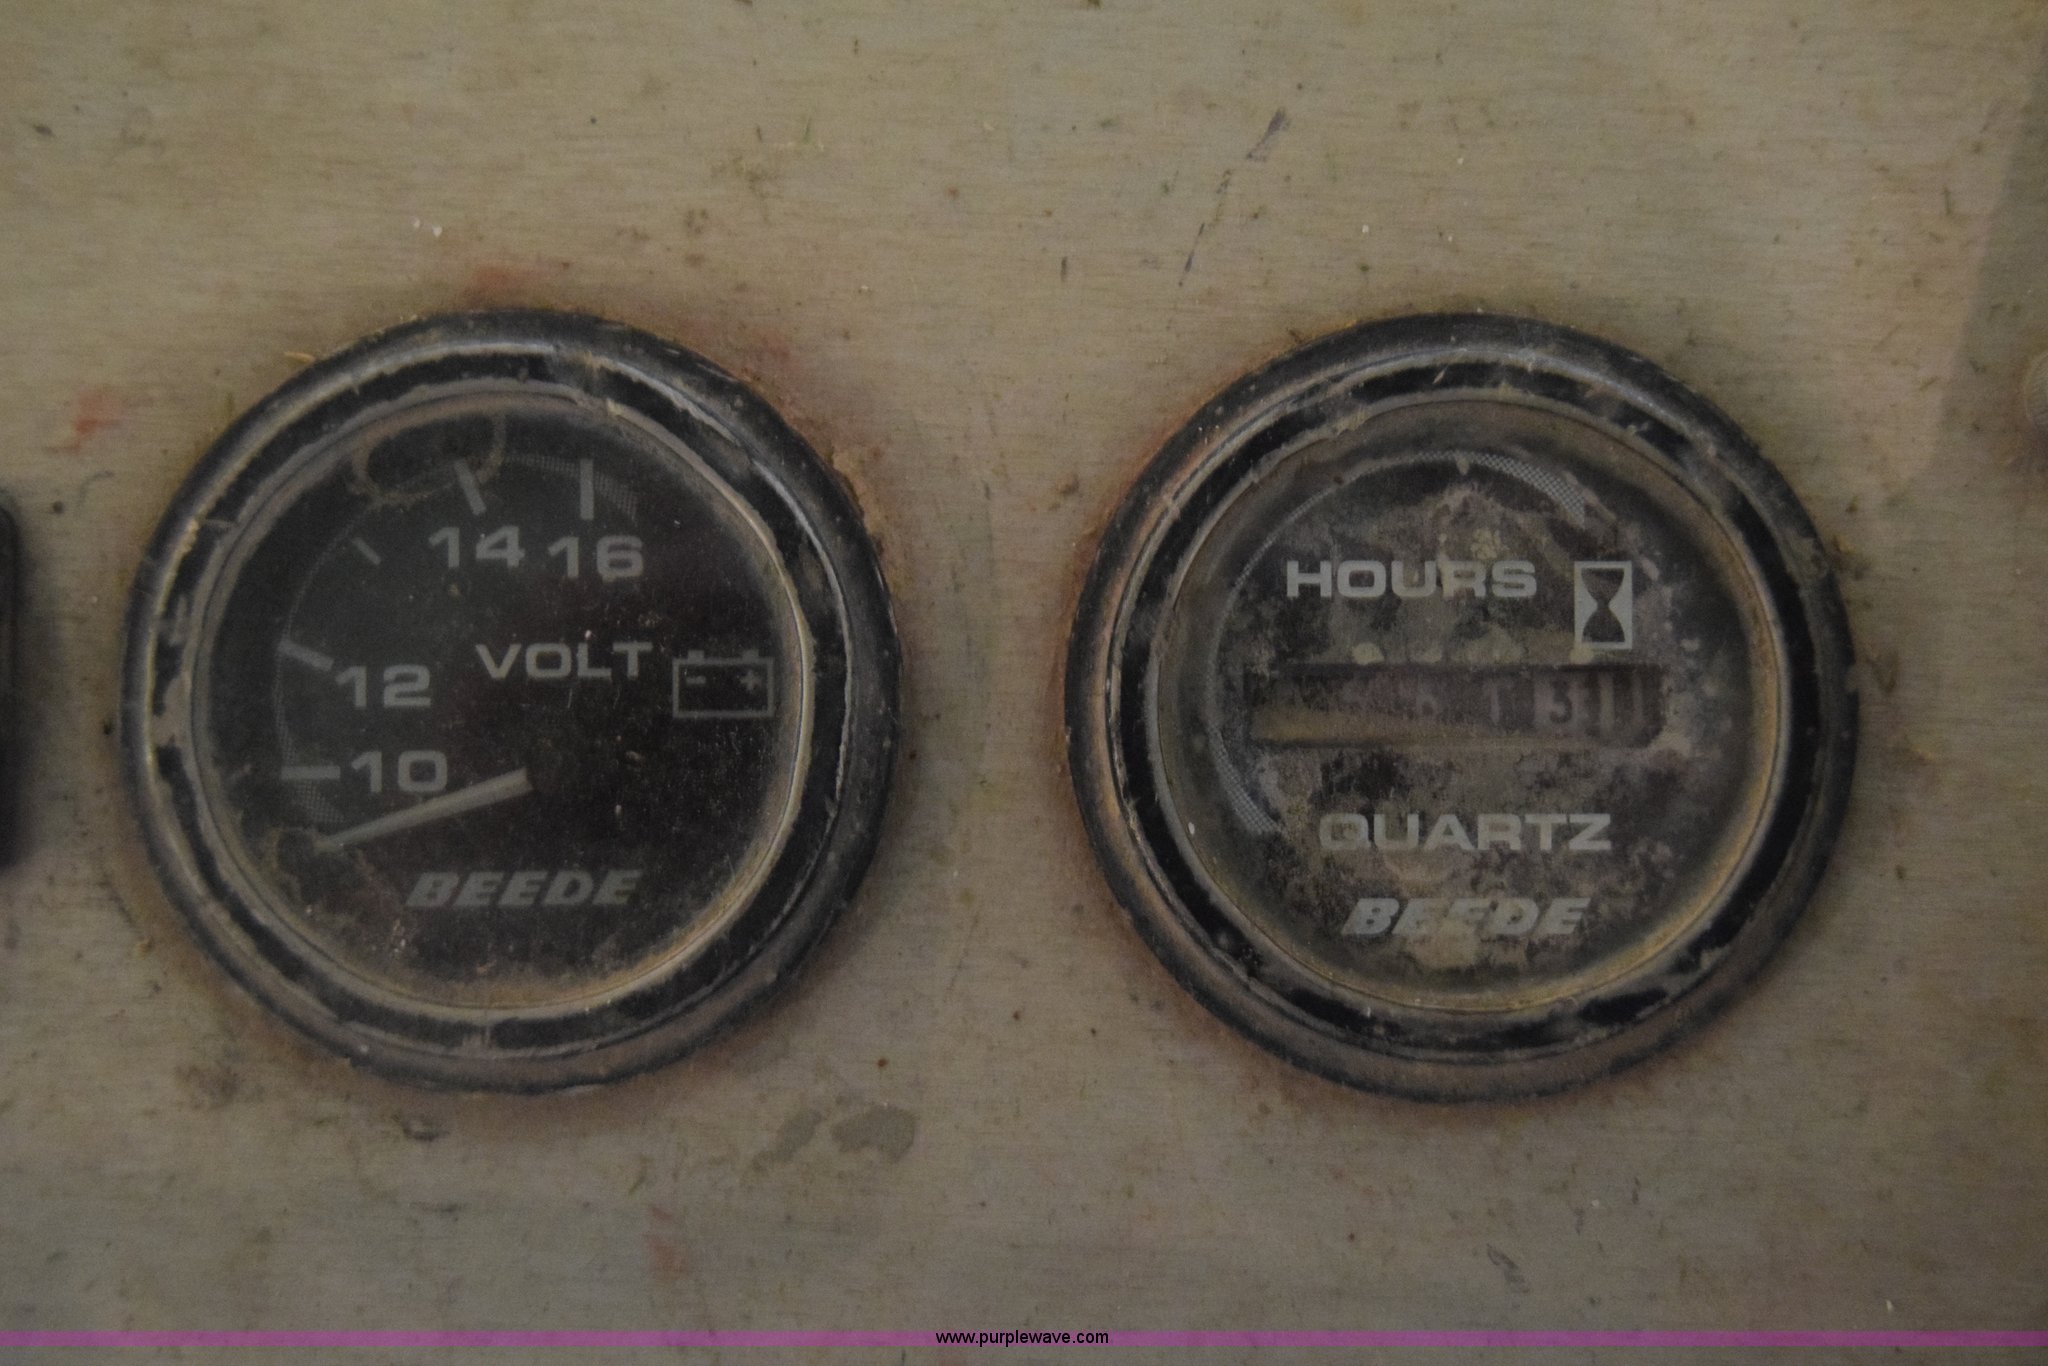 14 16
VOLT
- +
12
10
BEEDE
HOURS
QUARTZ
BEEDE
www.purplewave.com